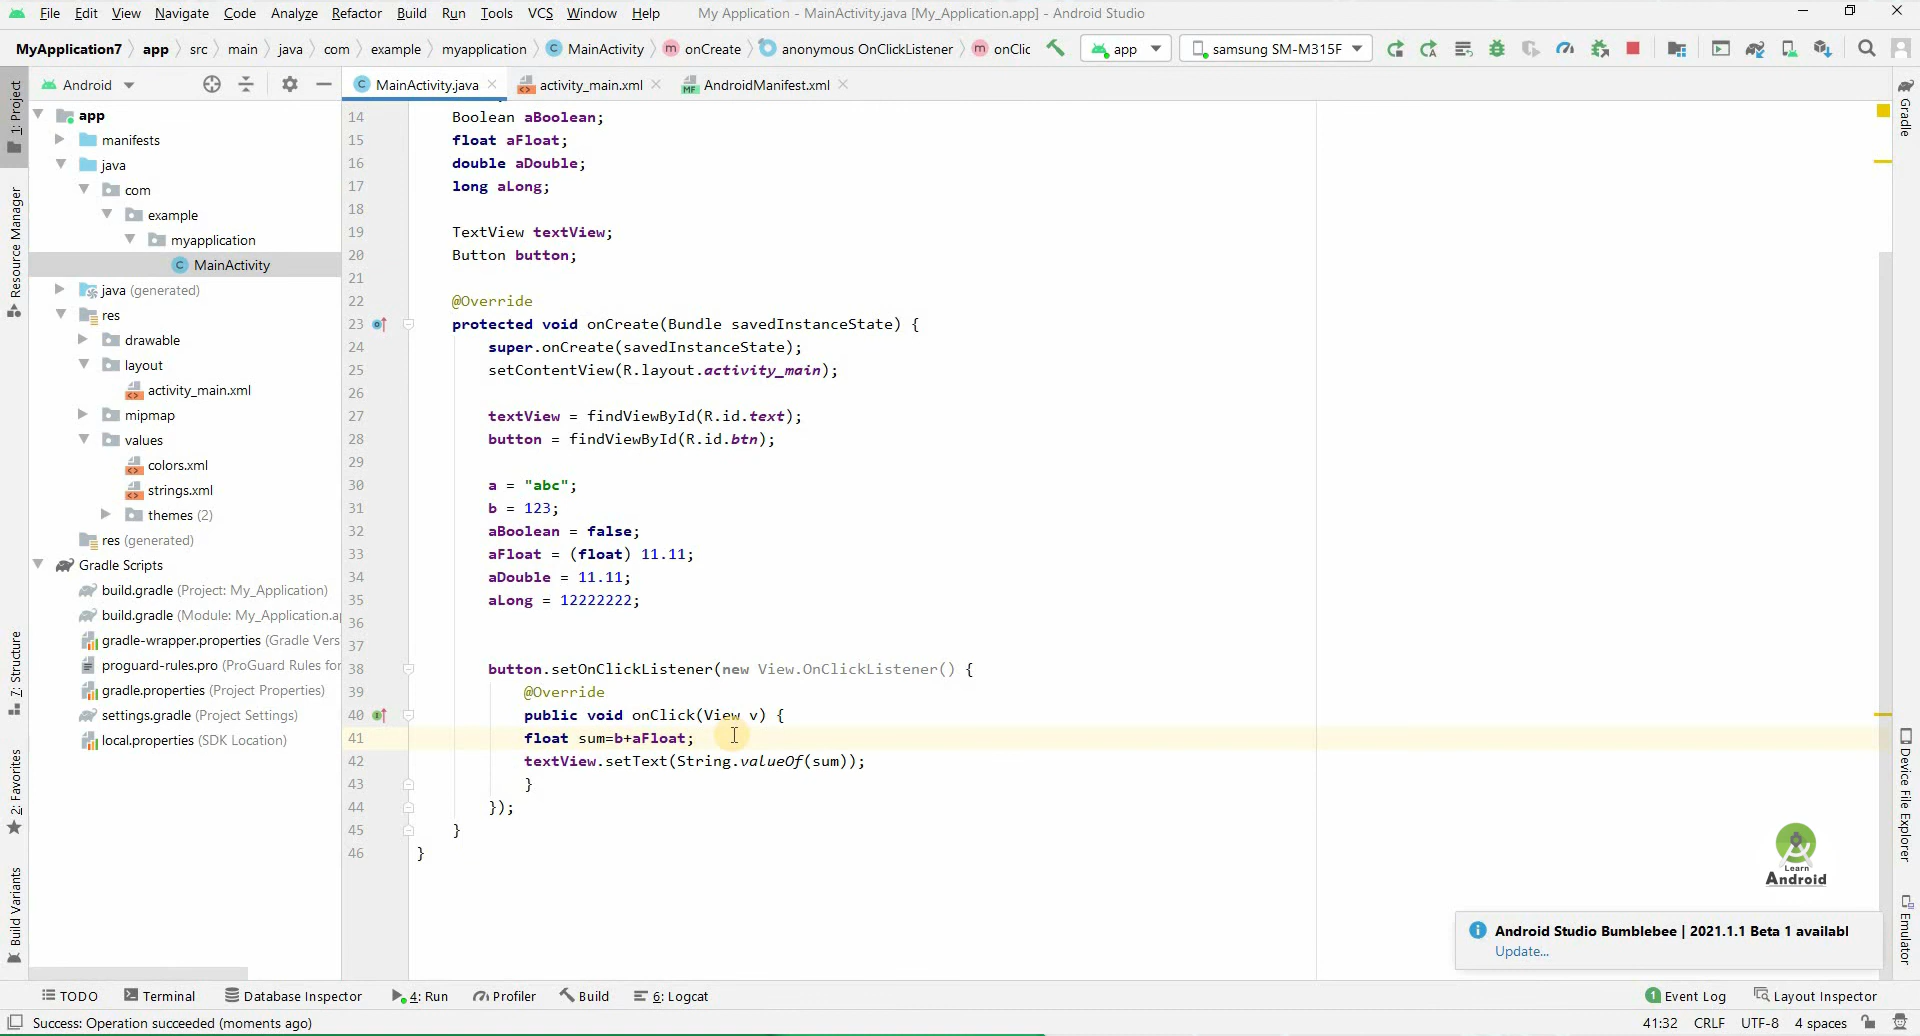 File Edit View Navigate Code Analyze Refactor Build Run Tools VCS Window Help My Application - MainActivity.java [My_Application.app] - Android Studio
MyApplication7 app src main java com example myapplication MainActivity onCreate anonymous OnClickListener onClic app samsung SM-M315F
Android MainActivity.java activity_main.xml AndroidManifest.xml
1: Project
Resource Manager
7: Structure
2: Favorites
Build Variants
app
manifests
java
com
example
myapplication
MainActivity
java (generated)
res
drawable
layout
activity_main.xml
mipmap
values
colors.xml
strings.xml
themes (2)
res (generated)
Gradle Scripts
build.gradle (Project: My_Application)
build.gradle (Module: My_Application.a
gradle-wrapper.properties (Gradle Vers
proguard-rules.pro (ProGuard Rules for
gradle.properties (Project Properties)
settings.gradle (Project Settings)
local.properties (SDK Location)
14 Boolean aBoolean;
15 float aFloat;
16 double aDouble;
17 long aLong;
18
19 TextView textView;
20 Button button;
21
22 @Override
23 protected void onCreate(Bundle savedInstanceState) {
24 super.onCreate(savedInstanceState);
25 setContentView(R.layout.activity_main);
26
27 textView = findViewById(R.id.text);
28 button = findViewById(R.id.btn);
29
30 a = "abc";
31 b = 123;
32 aBoolean = false;
33 aFloat = (float) 11.11;
34 aDouble = 11.11;
35 aLong = 12222222;
36
37
38 button.setOnClickListener(new View.OnClickListener() {
39 @Override
40 public void onClick(View v) {
41 float sum=b+aFloat;
42 textView.setText(String.valueOf(sum));
43 }
44 });
45 }
46 }
Gradle
Device File Explorer
Emulator
Learn
Android
Android Studio Bumblebee | 2021.1.1 Beta 1 availabl
Update...
TODO Terminal Database Inspector 4: Run Profiler Build 6: Logcat 1 Event Log Layout Inspector
Success: Operation succeeded (moments ago) 41:32 CRLF UTF-8 4 spaces